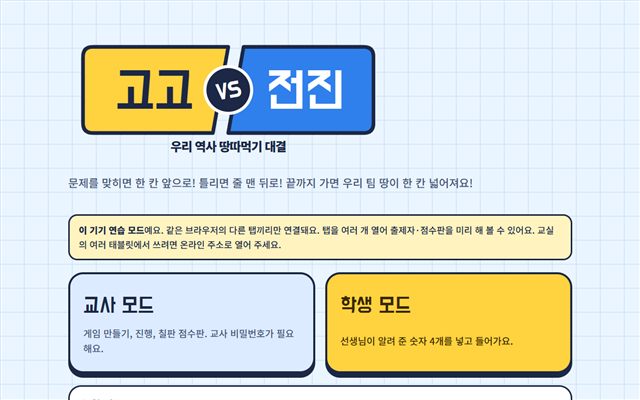 고고
VS
전진
우리 역사 땅따먹기 대결
문제를 맞히면 한 칸 앞으로! 틀리면 줄 맨 뒤로! 끝까지 가면 우리 팀 땅이 한 칸 넓어져요!
이 기기 연습 모드예요. 같은 브라우저의 다른 탭끼리만 연결돼요. 탭을 여러 개 열어 출제자·점수판을 미리 해 볼 수 있어요. 교실
의 여러 태블릿에서 쓰려면 온라인 주소로 열어 주세요.
교사 모드
게임 만들기, 진행, 칠판 점수판. 교사 비밀번호가 필요
해요.
학생 모드
선생님이 알려 준 숫자 4개를 넣고 들어가요.